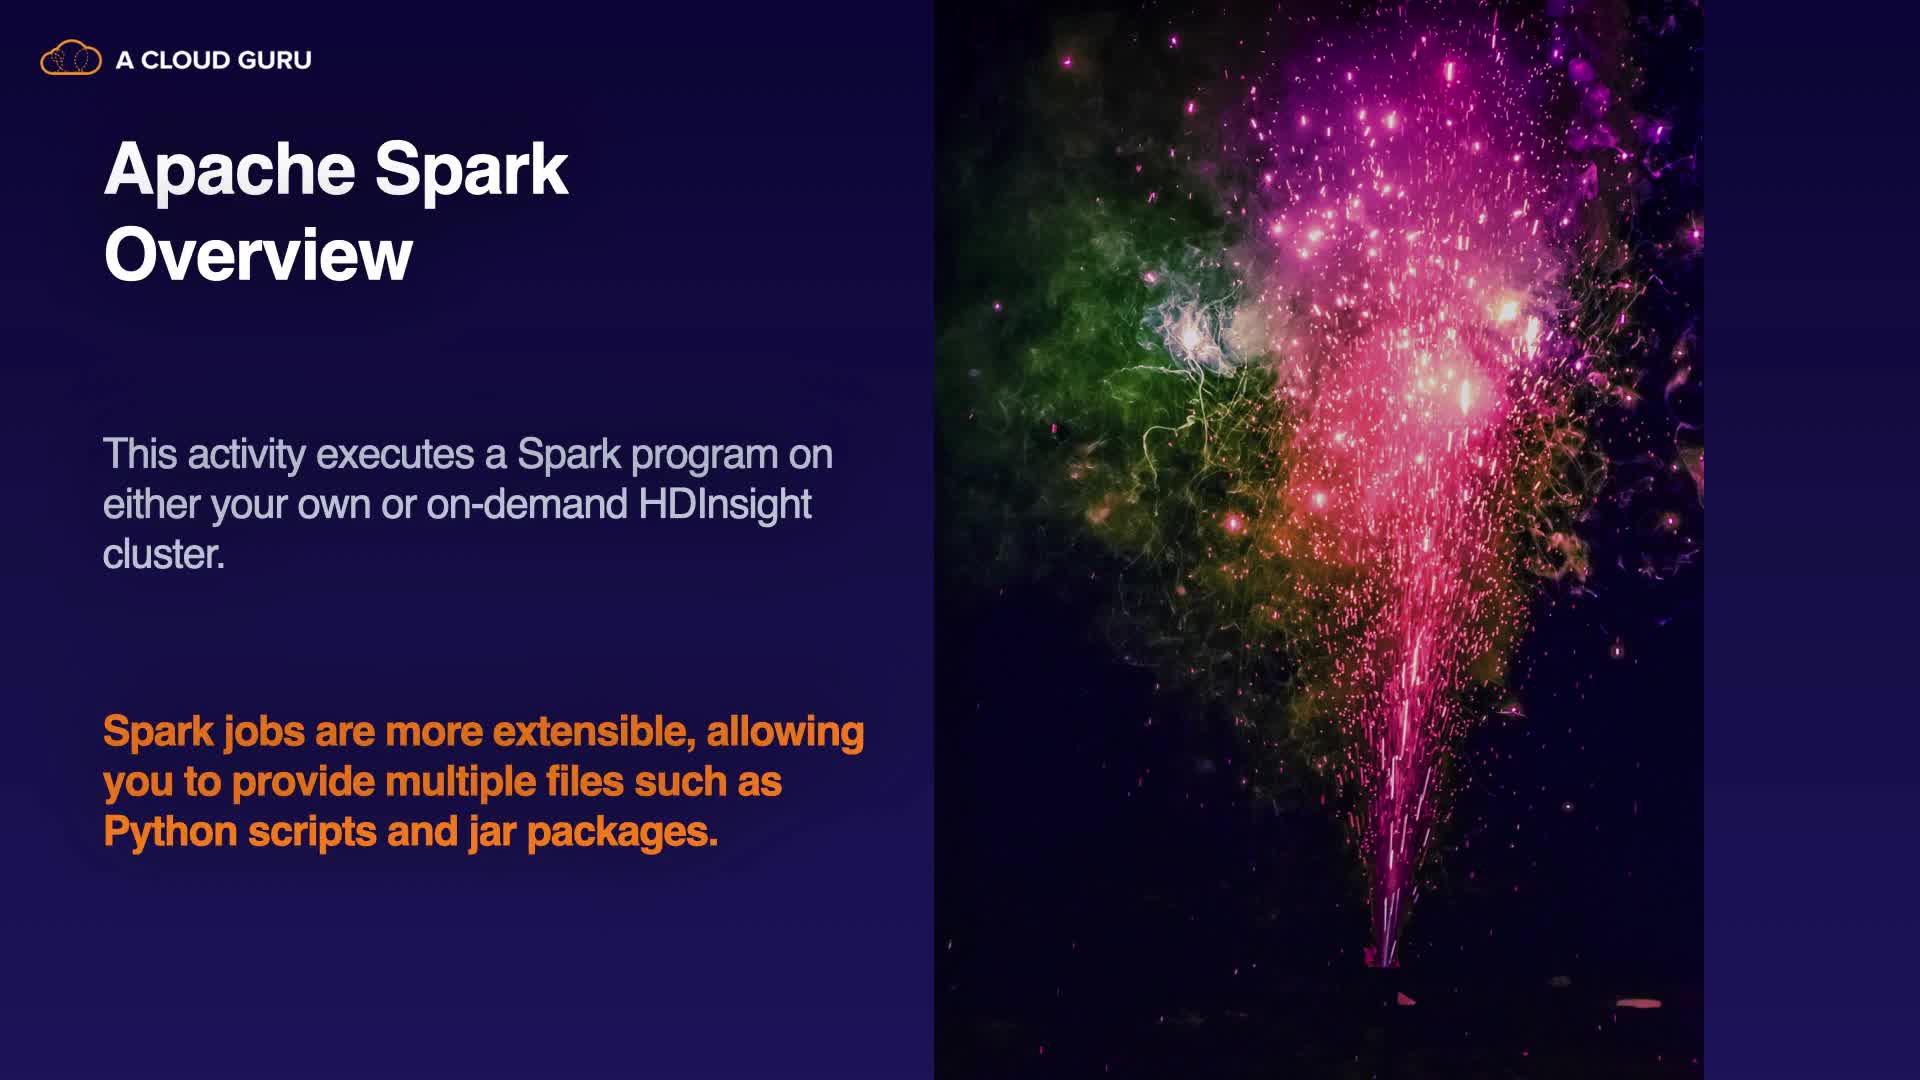 A CLOUD GURU
Apache Spark
Overview
This activity executes a Spark program on
either your own or on-demand HDInsight
cluster.
Spark jobs are more extensible, allowing
you to provide multiple files such as
Python scripts and jar packages.